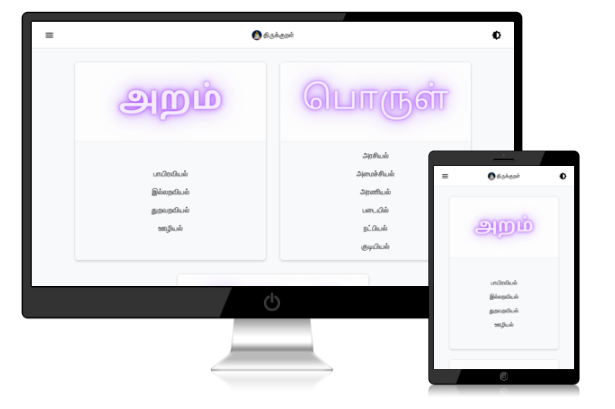 திருக்குறள்
அறம்
பாயிரவியல்
இல்லறவியல்
துறவறவியல்
ஊழியல்
பொருள்
அரசியல்
அமைச்சியல்
அரணியல்
படையில்
நட்பியல்
குடியியல்
திருக்குறள்
அறம்
பாயிரவியல்
இல்லறவியல்
துறவறவியல்
ஊழியல்